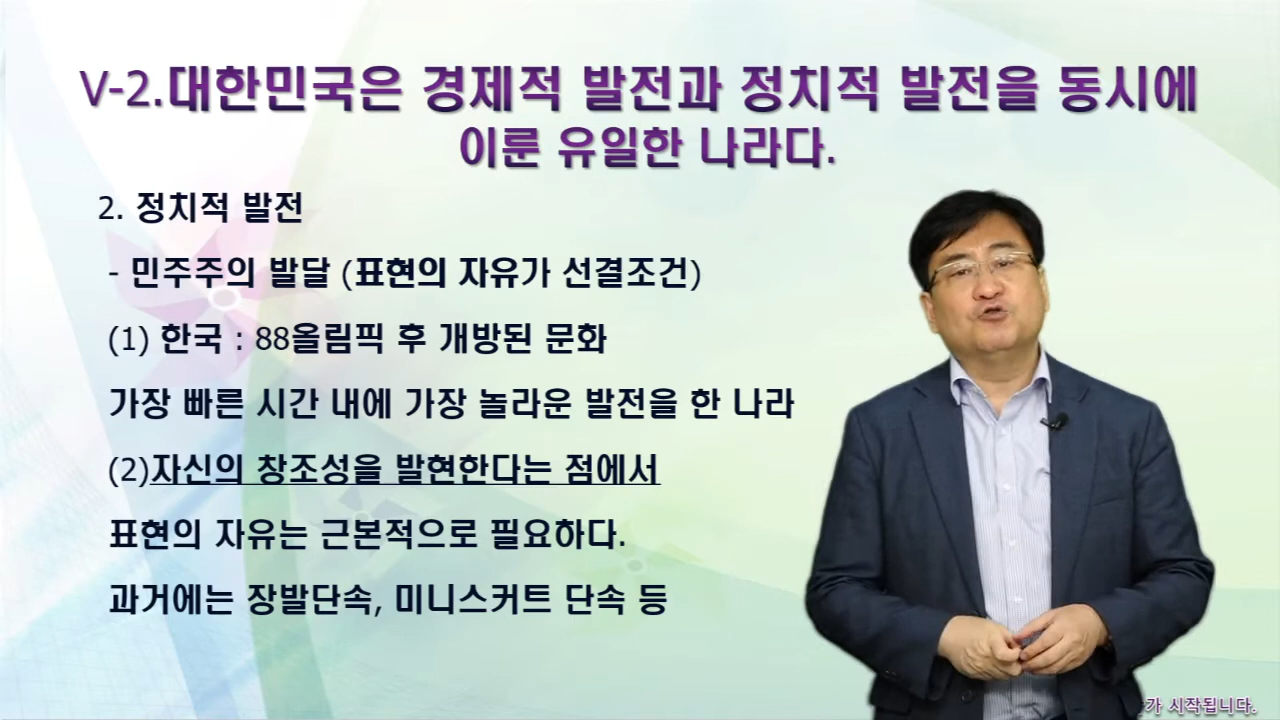 V-2.대한민국은 경제적 발전과 정치적 발전을 동시에
이룬 유일한 나라다.
2. 정치적 발전
- 민주주의 발달 (표현의 자유가 선결조건)
(1) 한국 : 88올림픽 후 개방된 문화
가장 빠른 시간 내에 가장 놀라운 발전을 한 나라
(2)자신의 창조성을 발현한다는 점에서
표현의 자유는 근본적으로 필요하다.
과거에는 장발단속, 미니스커트 단속 등
가 시작됩니다.